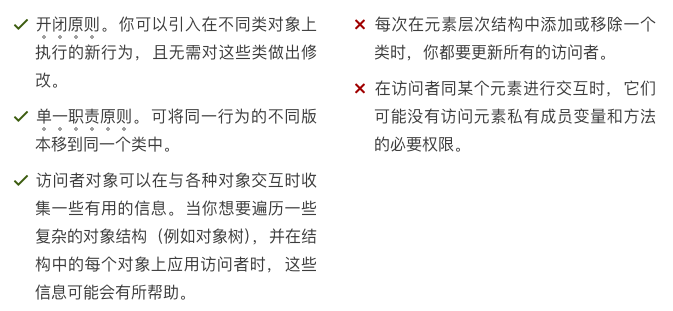 开闭原则。你可以引入在不同类对象上
执行的新行为，且无需对这些类做出修
改。
单一职责原则。可将同一行为的不同版
本移到同一个类中。
访问者对象可以在与各种对象交互时收
集一些有用的信息。当你想要遍历一些
复杂的对象结构（例如对象树），并在结
构中的每个对象上应用访问者时，这些
信息可能会有所帮助。
每次在元素层次结构中添加或移除一个
类时，你都要更新所有的访问者。
在访问者同某个元素进行交互时，它们
可能没有访问元素私有成员变量和方法
的必要权限。